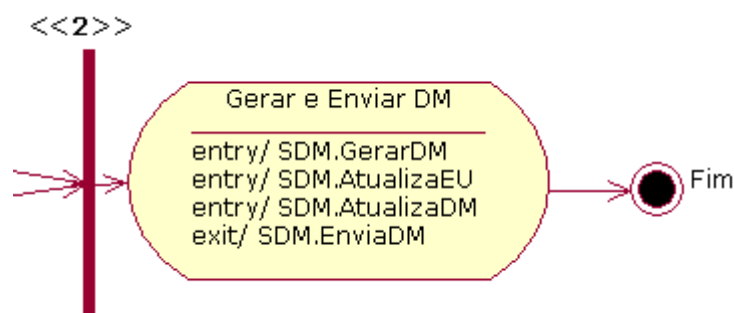 <<2>>
Gerar e Enviar DM
entry/ SDM.GerarDM
entry/ SDM.AtualizaEU
entry/ SDM.AtualizaDM
exit/ SDM.EnviaDM
Fim